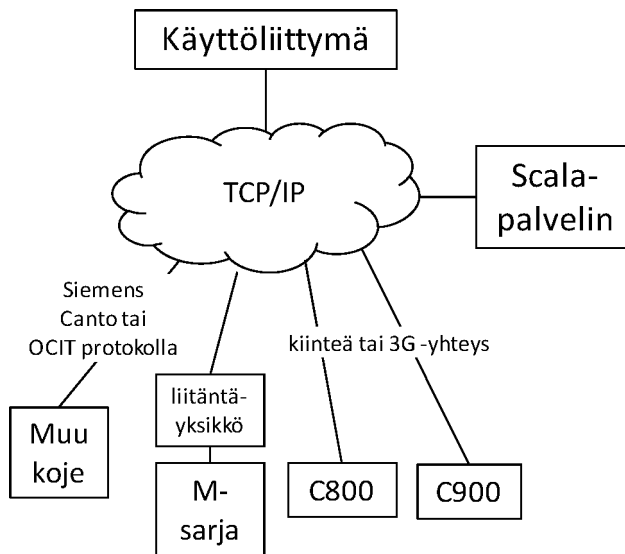 Käyttöliittymä
TCP/IP
Scala-
palvelin
Siemens
Canto tai
OCIT protokolla
kiinteä tai 3G -yhteys
liitäntä-
yksikkö
Muu
koje
M-
sarja
C800
C900